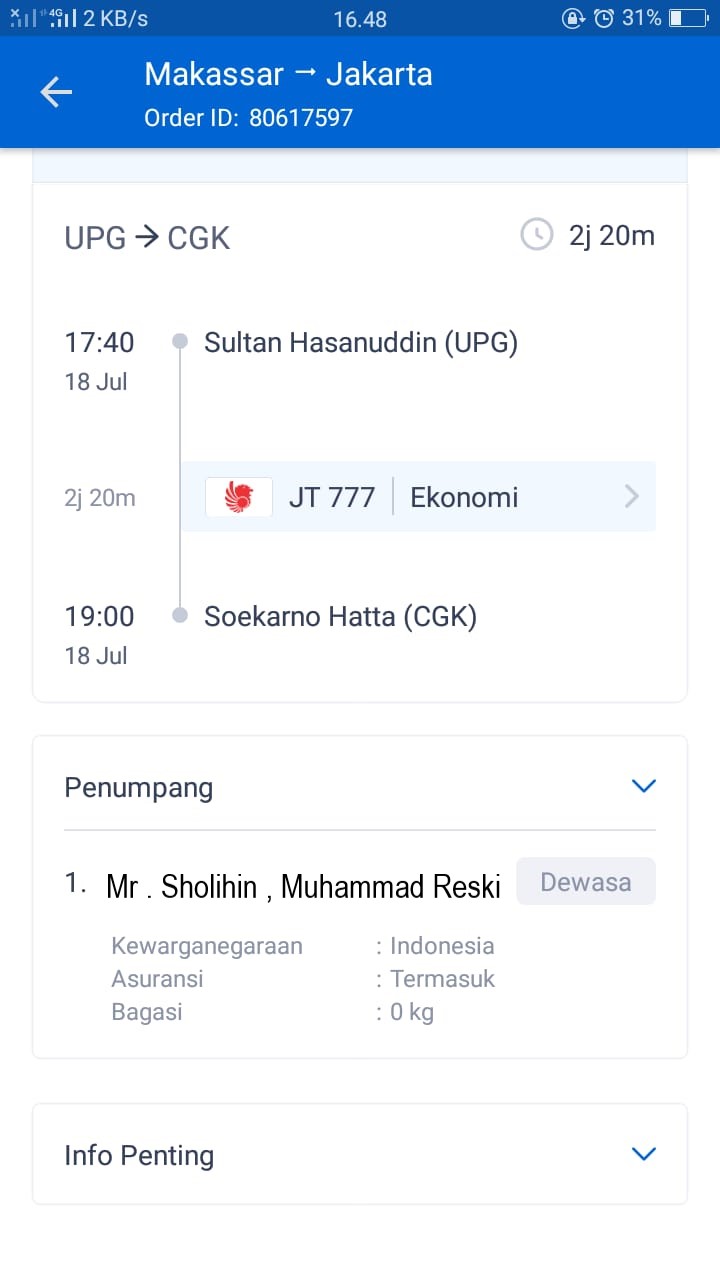 4G 2 KB/s 16.48 31%
Makassar → Jakarta
Order ID: 80617597
UPG → CGK 2j 20m
17:40 Sultan Hasanuddin (UPG)
18 Jul
2j 20m JT 777 Ekonomi
19:00 Soekarno Hatta (CGK)
18 Jul
Penumpang
1. Mr . Sholihin , Muhammad Reski Dewasa
Kewarganegaraan : Indonesia
Asuransi : Termasuk
Bagasi : 0 kg
Info Penting